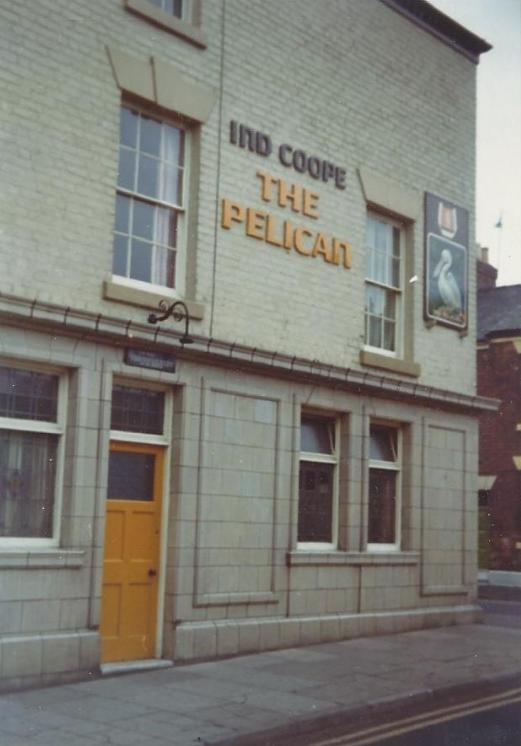 IND COOPE
THE
PELICAN